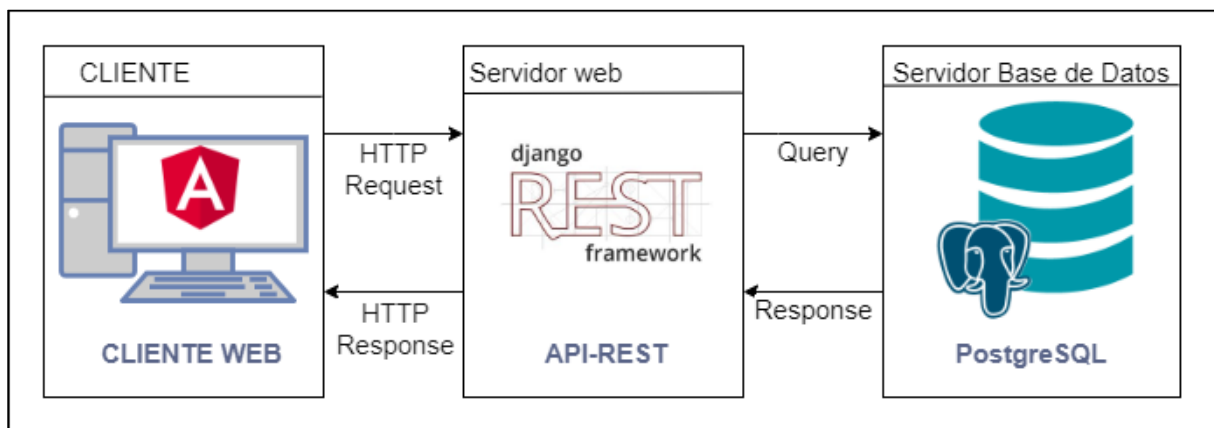 CLIENTE
Servidor web
Servidor Base de Datos
A
HTTP
Request
django
REST
framework
Query
HTTP
Response
Response
CLIENTE WEB
API-REST
PostgreSQL